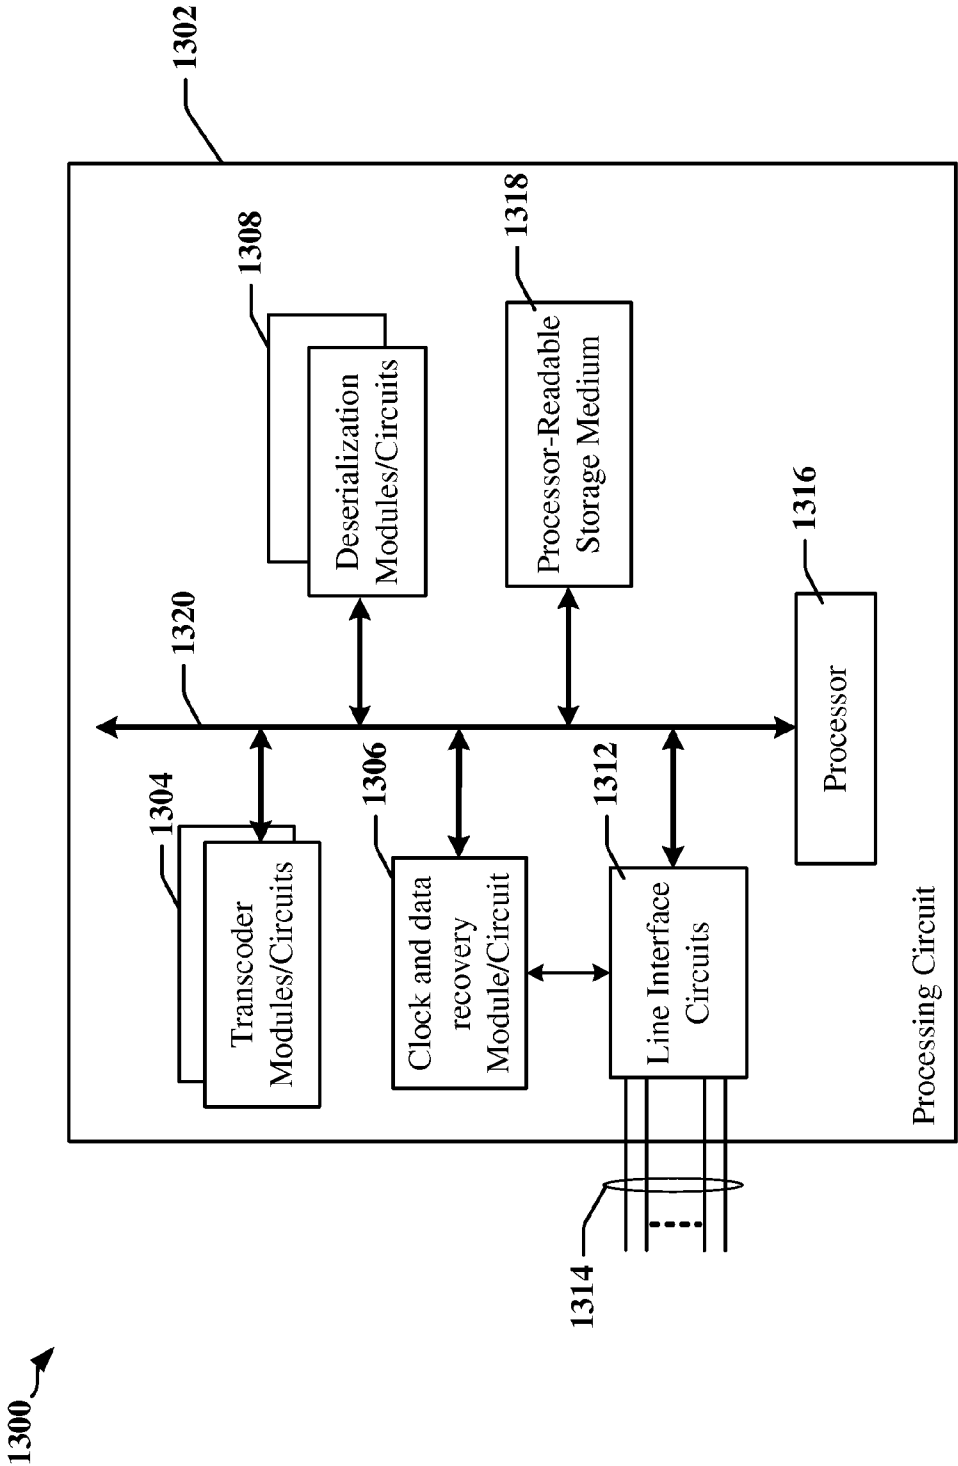 1300
1302
1304
Transcoder
Modules/Circuits
1320
1308
Deserialization
Modules/Circuits
1306
Clock and data
recovery
Module/Circuit
1318
Processor-Readable
Storage Medium
1314
1312
Line Interface
Circuits
1316
Processor
Processing Circuit